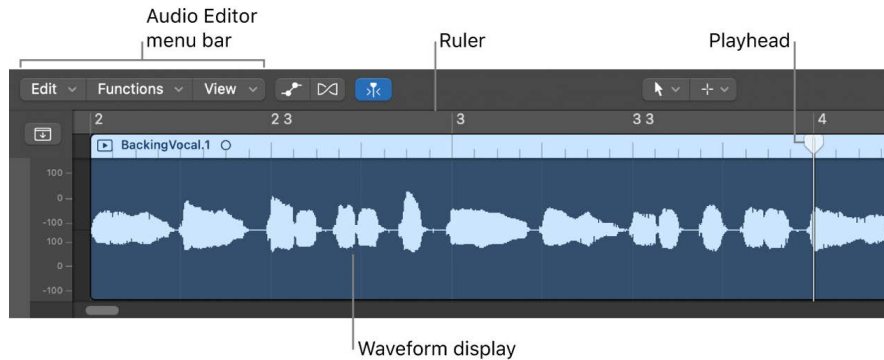 Audio Editor
menu bar
Ruler
Playhead
Edit Functions View
2 2 3 3 3 3 4
BackingVocal.1
100
0
-100
100
0
-100
Waveform display